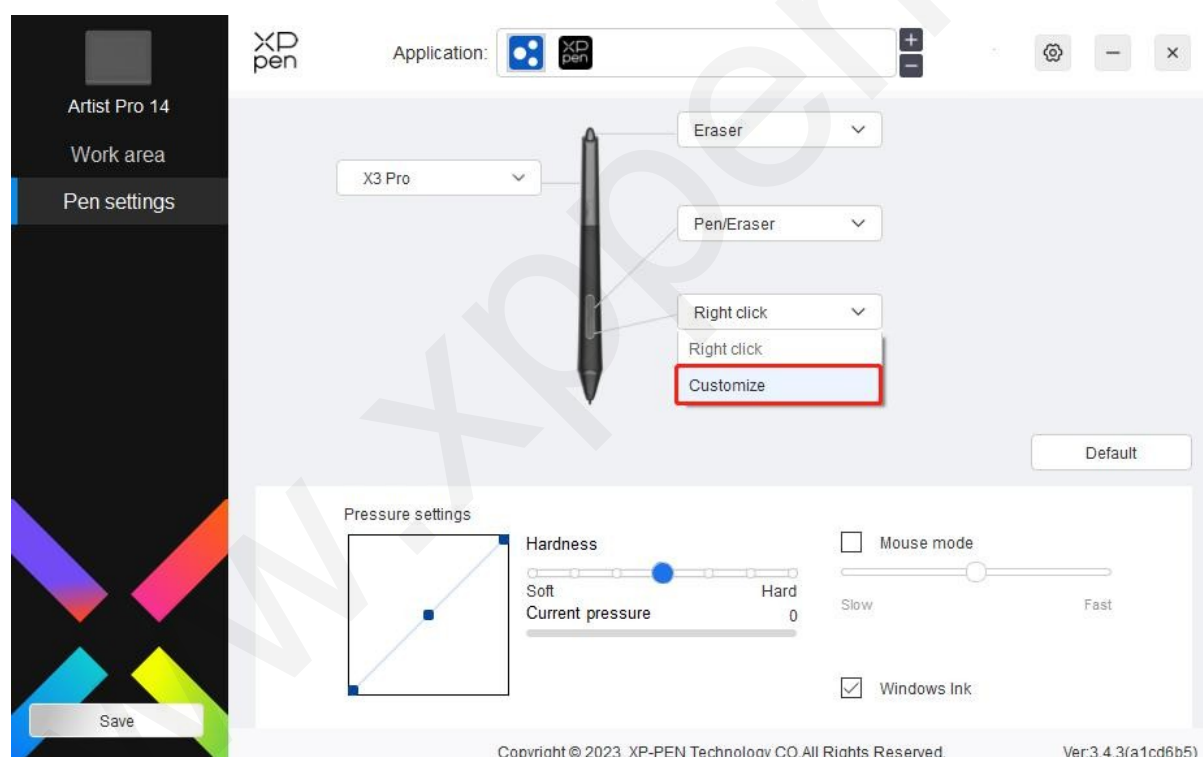 XP
pen
Application:
XP
pen
+
−
Artist Pro 14
Work area
Pen settings
Eraser
X3 Pro
Pen/Eraser
Right click
Right click
Customize
Default
Pressure settings
Hardness
Soft
Hard
Current pressure
0
Mouse mode
Slow
Fast
Windows Ink
Save
Copyright © 2023 XP-PEN Technology CO.All Rights Reserved.
Ver:3.4.3(a1cd6b5)
w.xppen